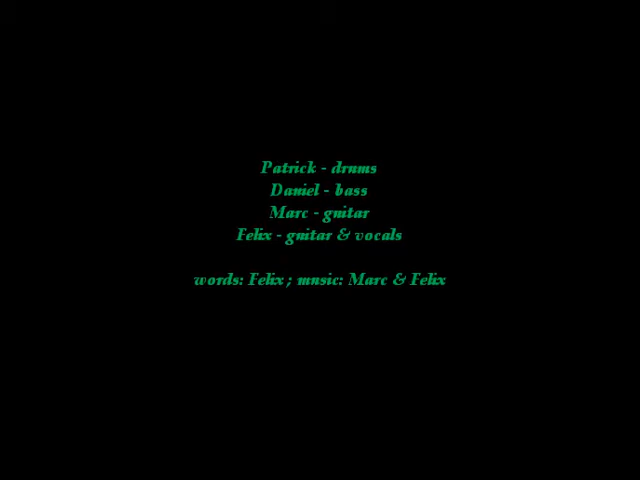 Patrick - drums
Daniel - bass
Marc - guitar
Felix - guitar & vocals
words: Felix ; music: Marc & Felix